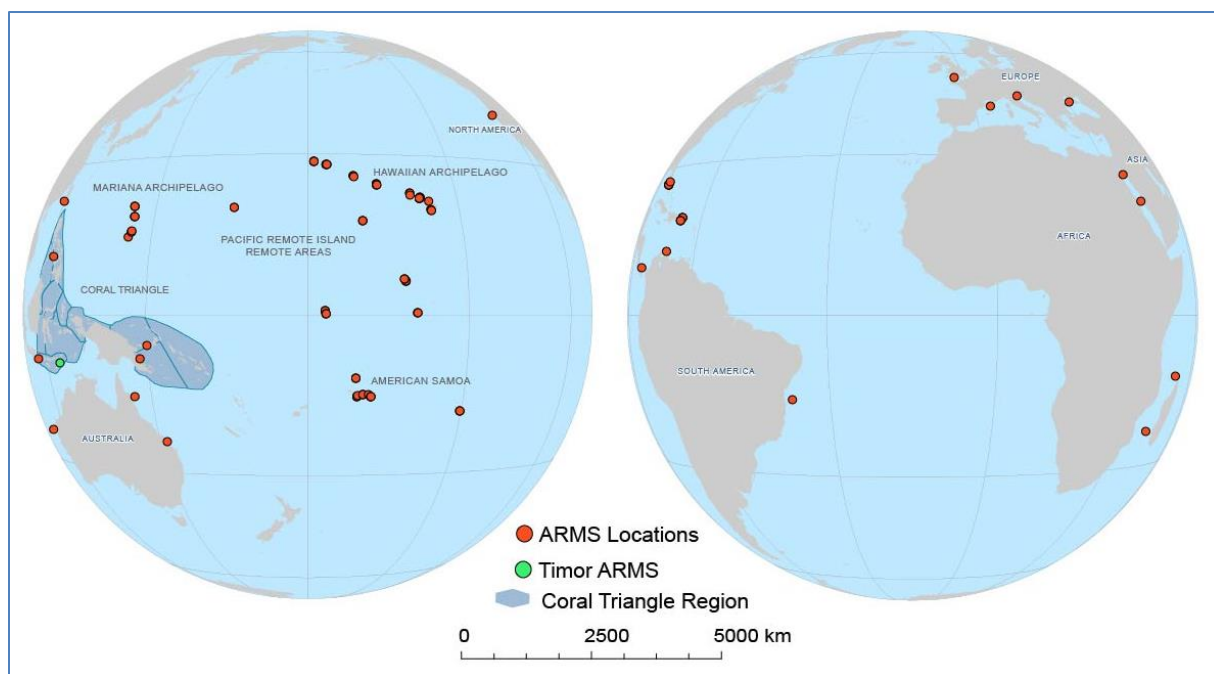 NORTH AMERICA
HAWAIIAN ARCHIPELAGO
MARIANA ARCHIPELAGO
PACIFIC REMOTE ISLAND
REMOTE AREAS
CORAL TRIANGLE
AMERICAN SAMOA
AUSTRALIA
EUROPE
ASIA
AFRICA
SOUTH AMERICA
ARMS Locations
Timor ARMS
Coral Triangle Region
0 2500 5000 km